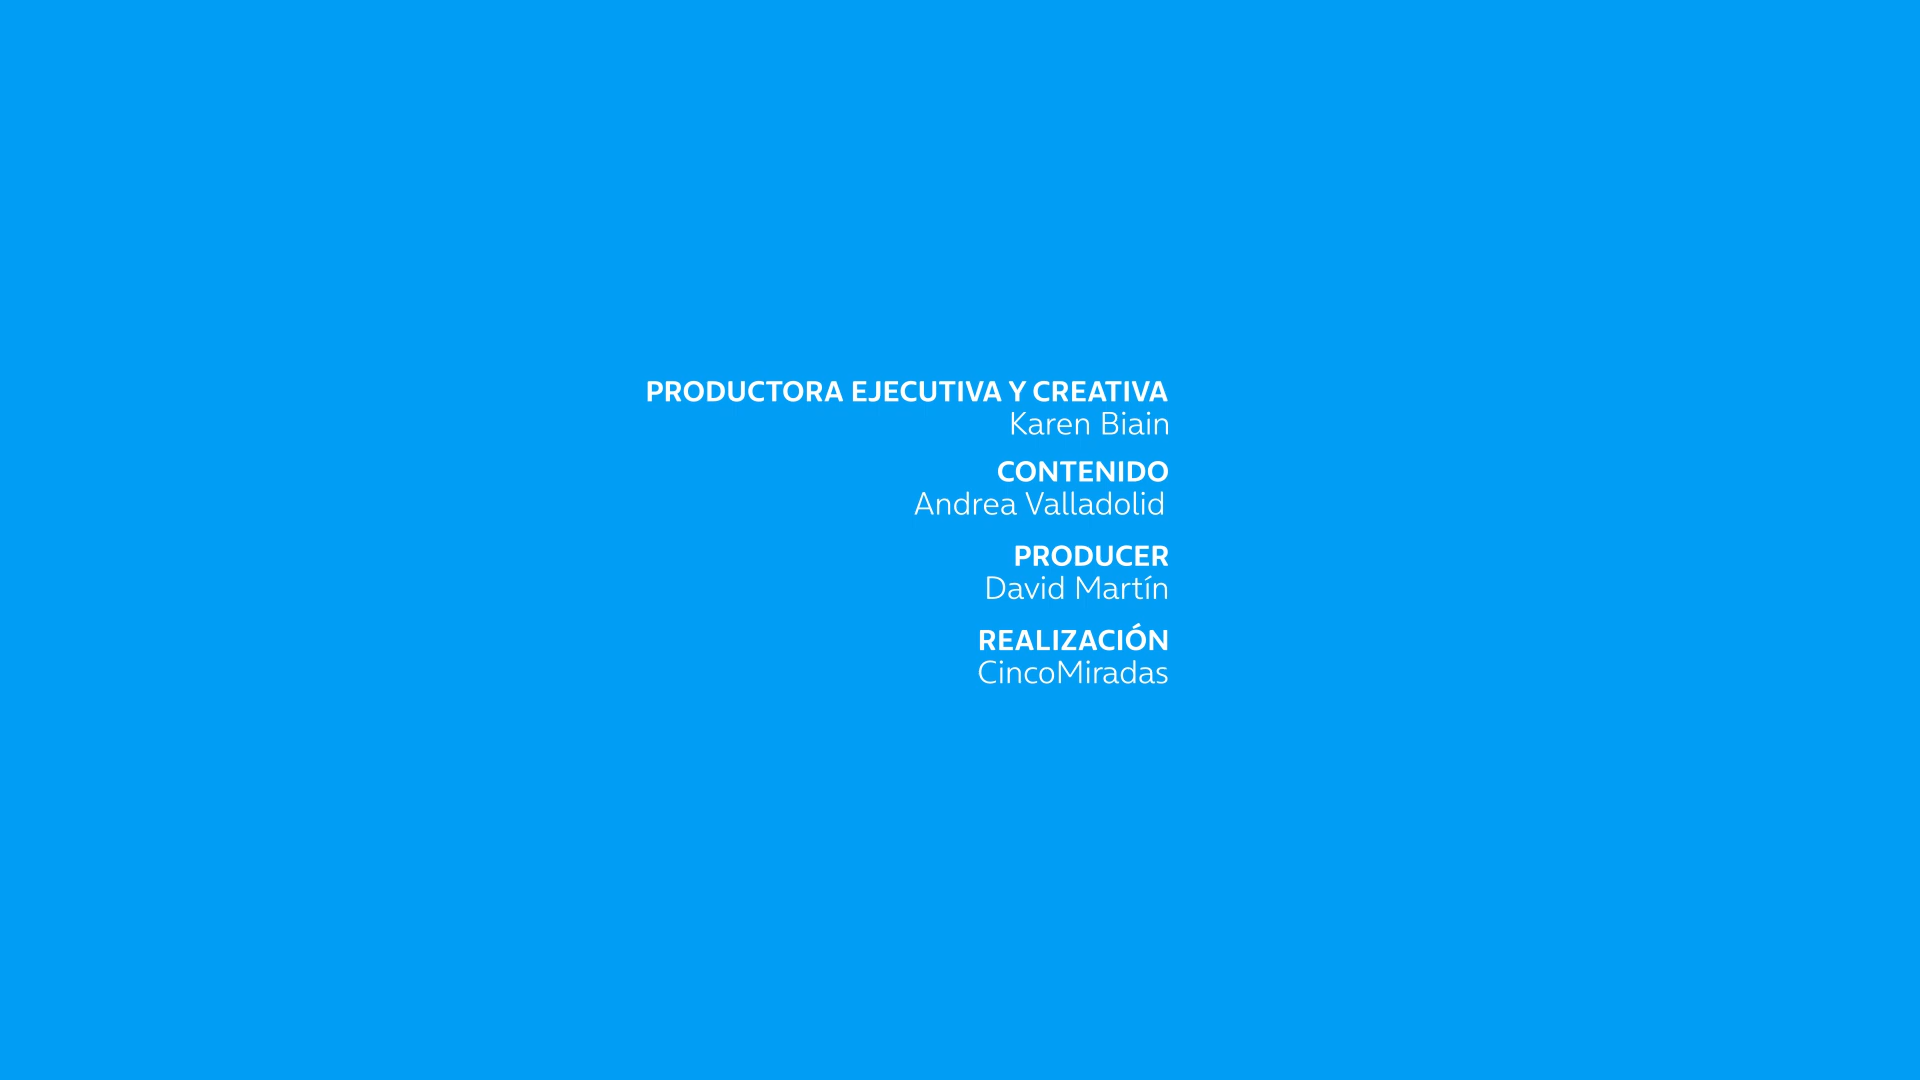 PRODUCTORA EJECUTIVA Y CREATIVA
Karen Biain
CONTENIDO
Andrea Valladolid
PRODUCER
David Martín
REALIZACIÓN
CincoMiradas